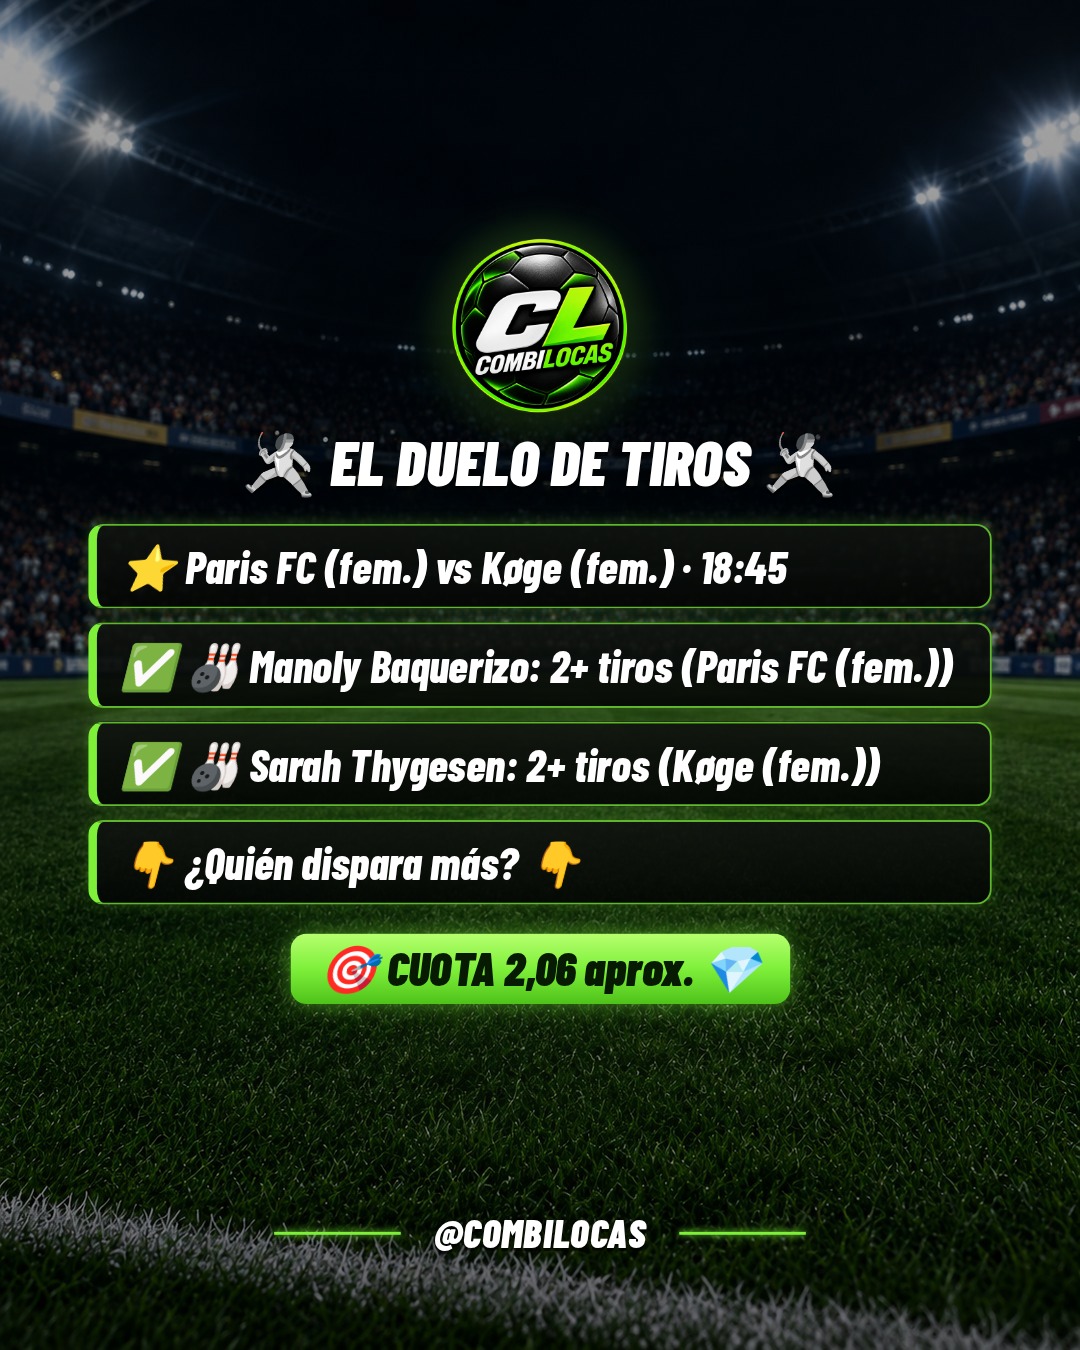 CL
COMBILOCAS
EL DUELO DE TIROS
Paris FC (fem.) vs Køge (fem.) · 18:45
Manoly Baquerizo: 2+ tiros (Paris FC (fem.))
Sarah Thygesen: 2+ tiros (Køge (fem.))
¿Quién dispara más?
CUOTA 2,06 aprox.
@COMBILOCAS